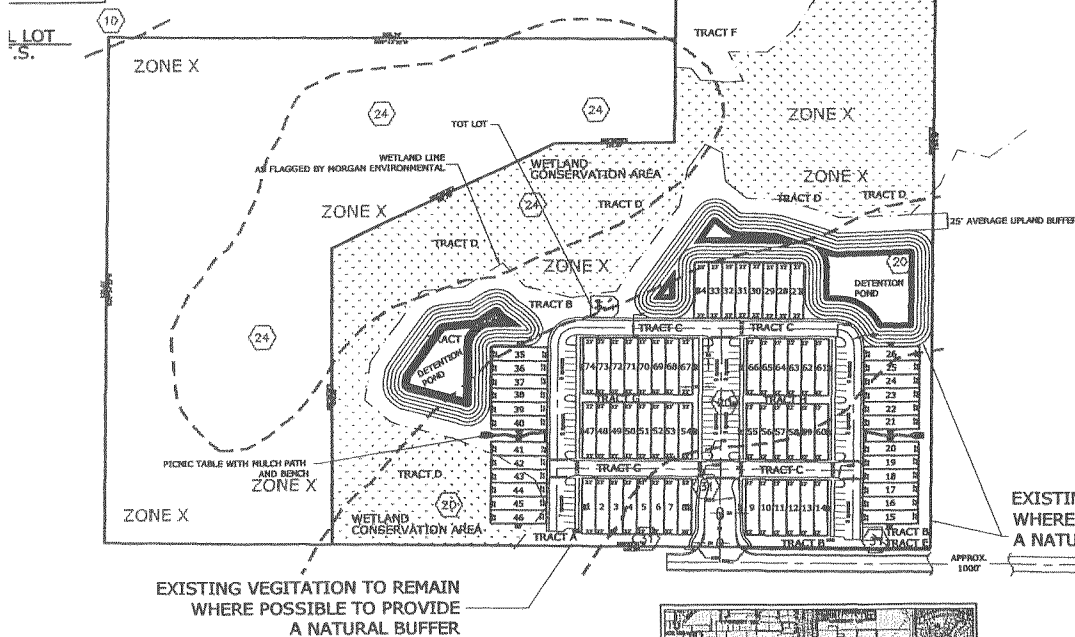 10
L LOT
.S.
ZONE X
TRACT F
24
24
TOT LOT
ZONE X
WETLAND LINE
AS FLAGGED BY MORGAN ENVIRONMENTAL
WETLAND
CONSERVATION AREA
ZONE X
24
TRACT D
TRACT D
TRACT D
ZONE X
25' AVERAGE UPLAND BUFFER
TRACT D
ZONE X
20
DETENTION
POND
33 32 31 30 29 28 27
TRACT B
24
TRACT C
TRACT C
DETENTION
POND
35
36
37
38
39
40
74 73 72 71 70 69 68 67
66 65 64 63 62 61
26
25
24
23
22
21
TRACT G
47 48 49 50 51 52 53 54
55 56 57 58 59 60
PICNIC TABLE WITH MULCH PATH
AND BENCH
41
42
43
44
45
46
20
19
18
17
16
15
TRACT D
TRACT C
ZONE X
20
ZONE X
WETLAND
CONSERVATION AREA
1 2 3 4 5 6 7 8
9 10 11 12 13 14
TRACT A
TRACT B
TRACT B
TRACT E
EXISTIN
WHERE
A NATU
APPROX.
1000'
EXISTING VEGITATION TO REMAIN
WHERE POSSIBLE TO PROVIDE
A NATURAL BUFFER